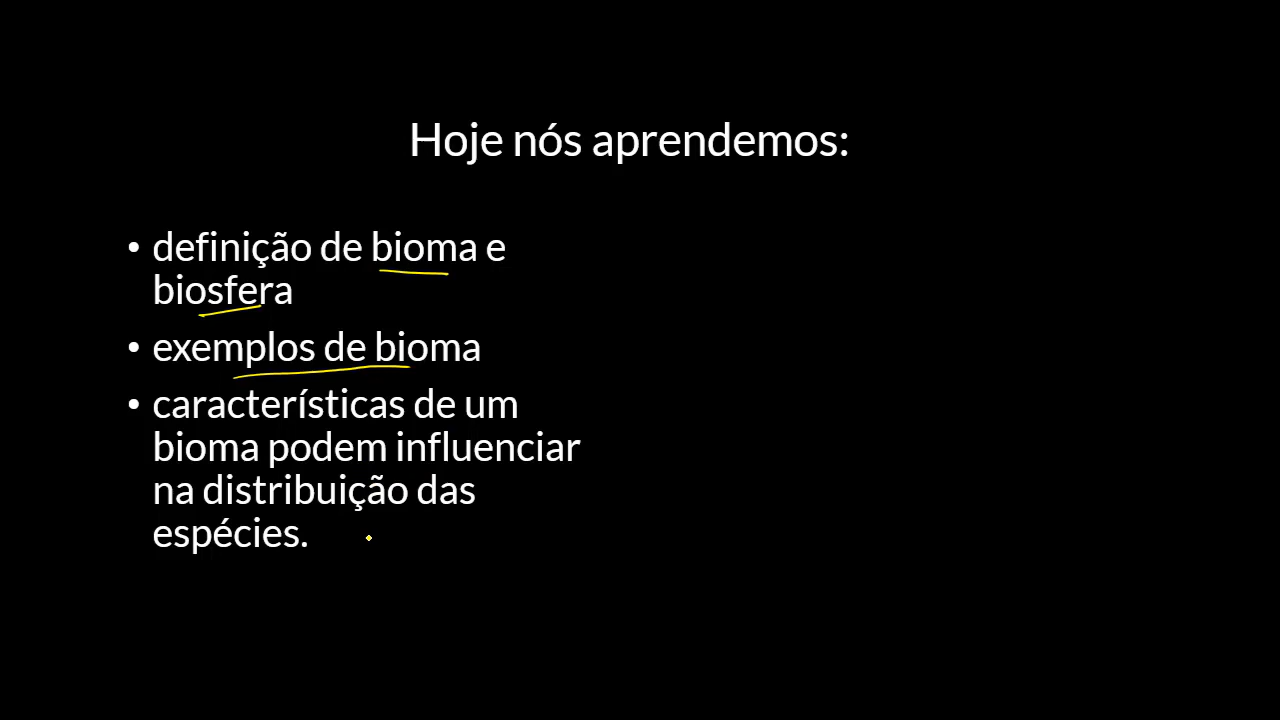 Hoje nós aprendemos:
• definição de bioma e
biosfera
• exemplos de bioma
• características de um
bioma podem influenciar
na distribuição das
espécies.